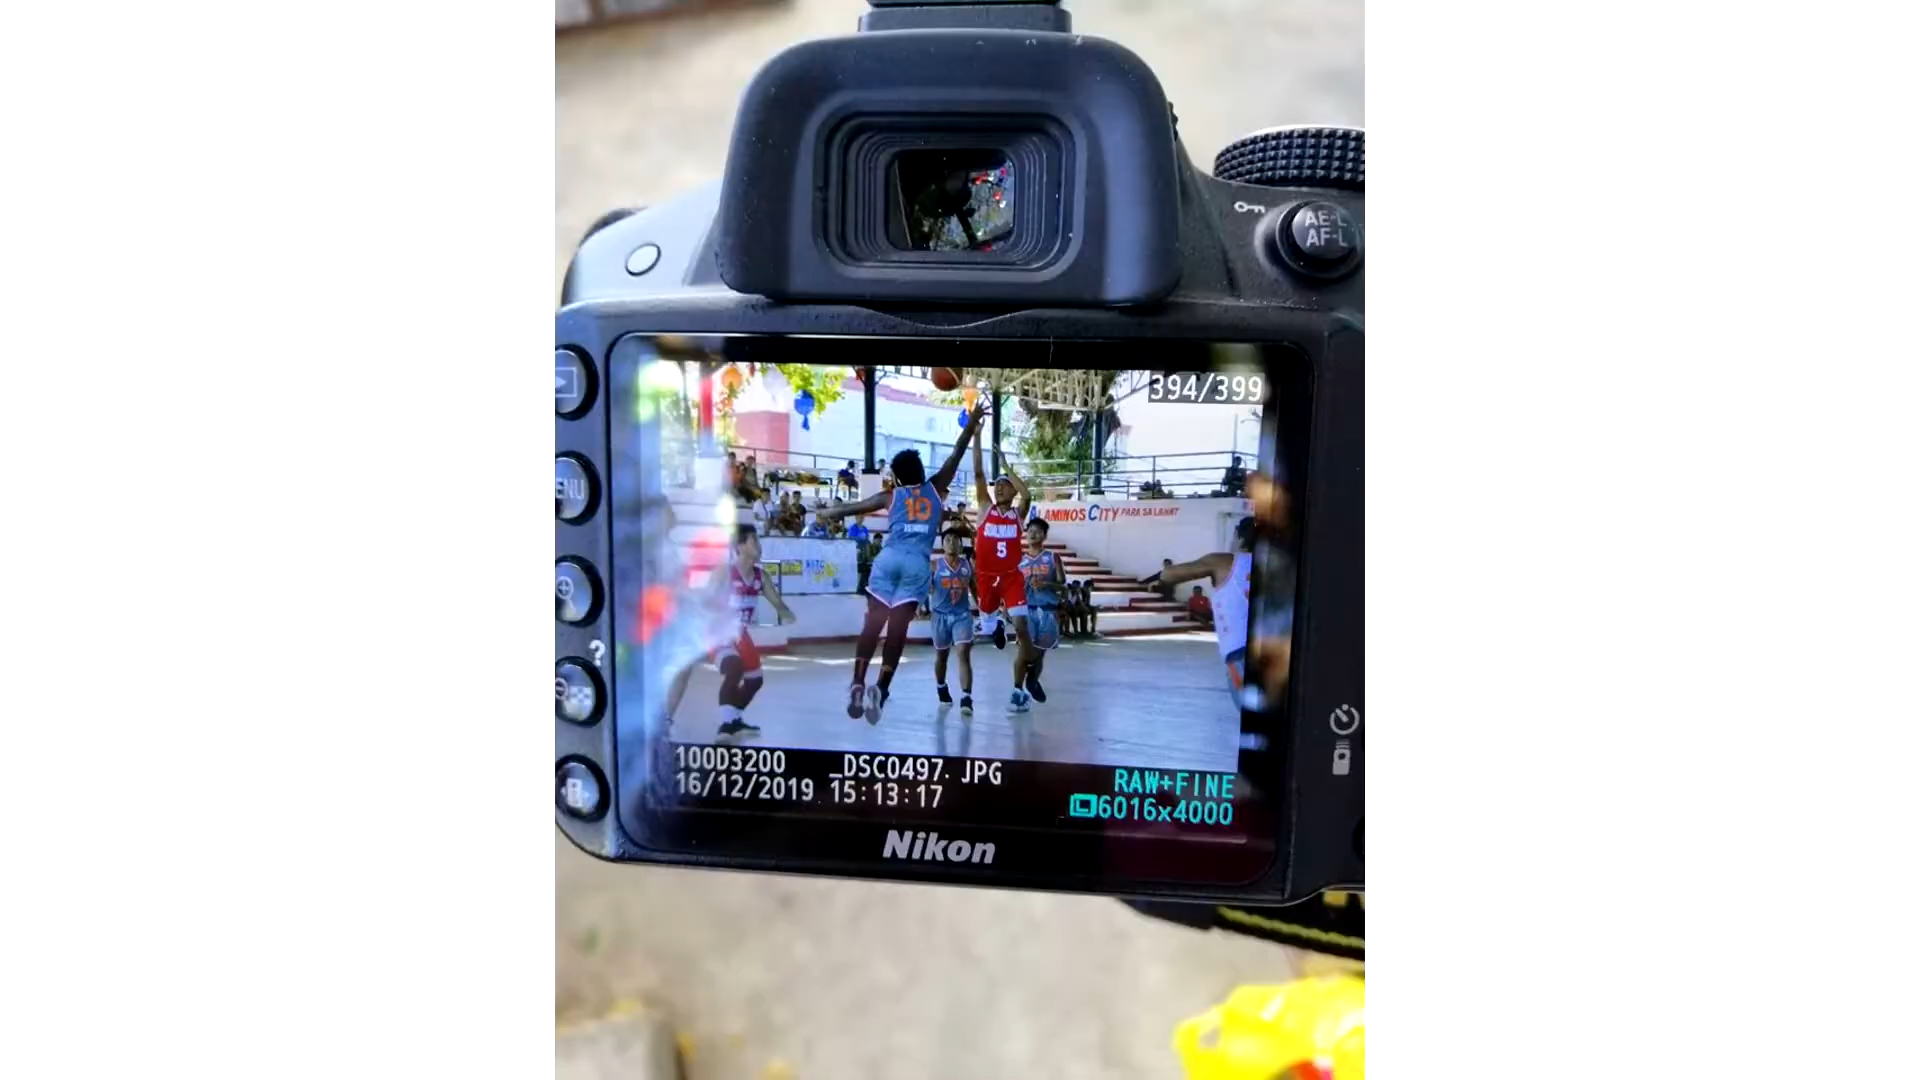 AE-L
AF-L
ENU
?
394/399
10
ALAMINOS CITY PARA SA LAHAT
5
100D3200 _DSC0497. JPG
16/12/2019 15:13:17
RAW+FINE
L 6016x4000
Nikon